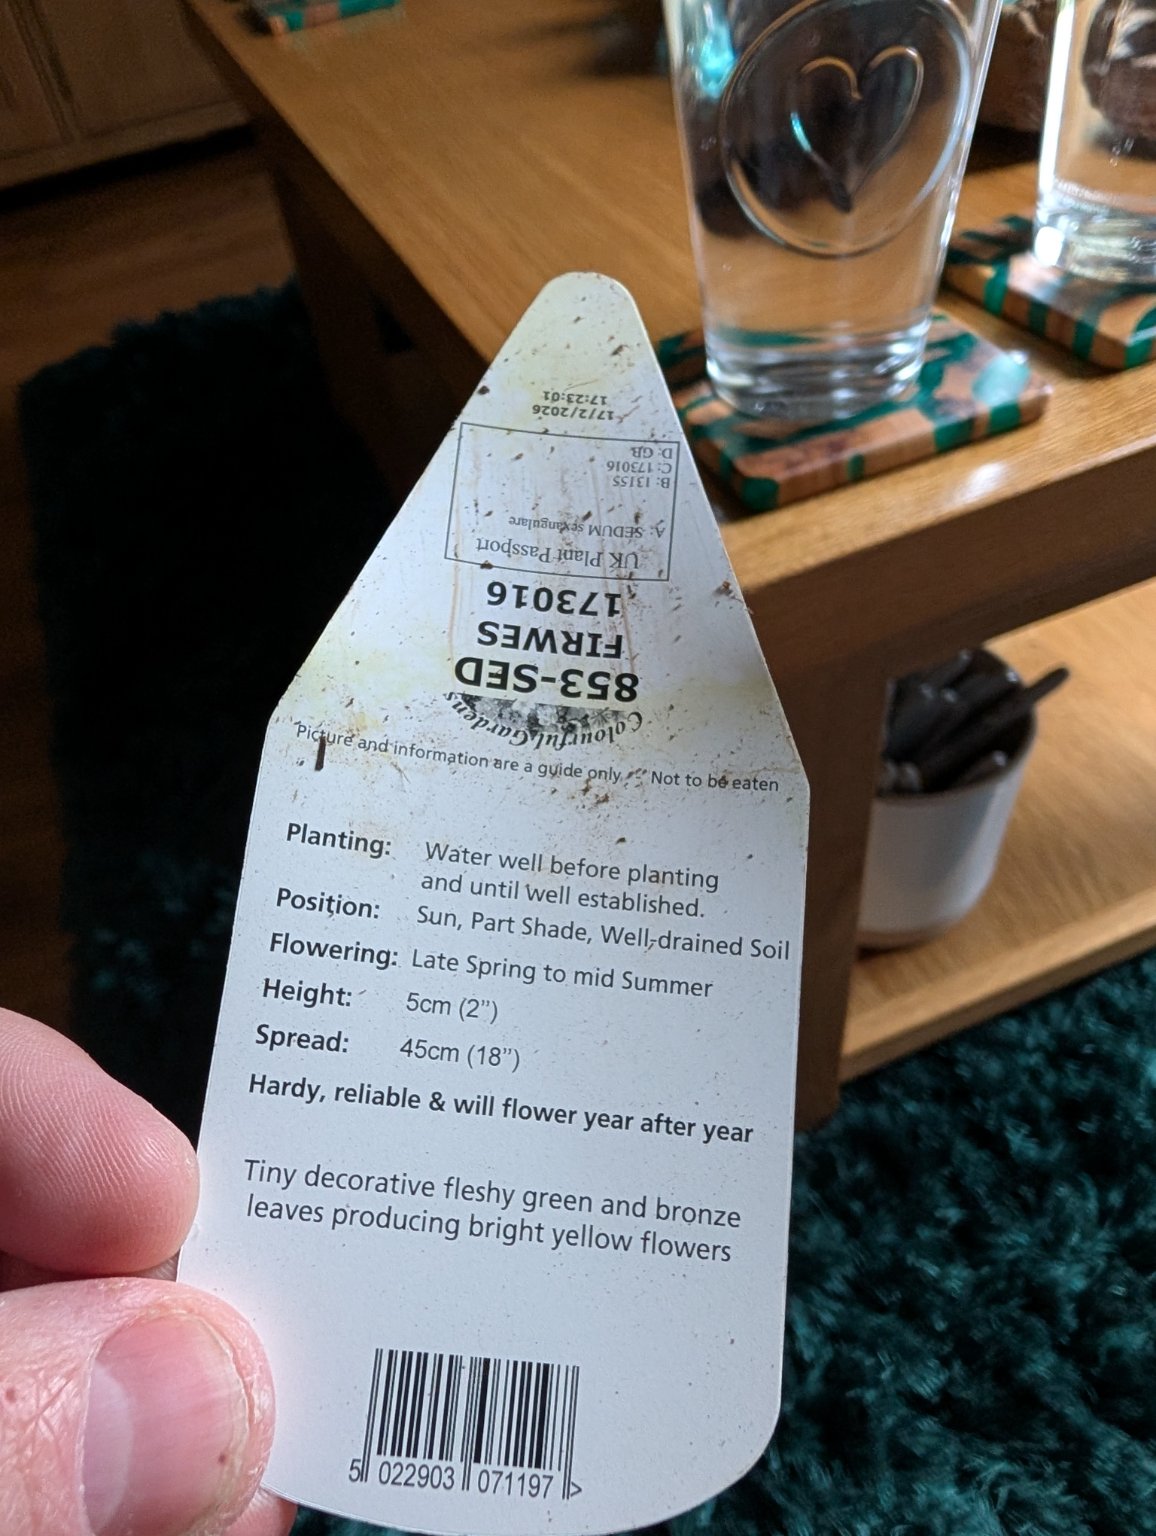 17/2/2026
17:23:01
UK Plant Passport
A: SEDUM sexangulare
B: 13155
C: 173016
D: GB
173016
FIRWES
853-SED
Colourful Gardens
Picture and information are a guide only Not to be eaten
Planting: Water well before planting
and until well established.
Position: Sun, Part Shade, Well-drained Soil
Flowering: Late Spring to mid Summer
Height: 5cm (2”)
Spread: 45cm (18”)
Hardy, reliable & will flower year after year
Tiny decorative fleshy green and bronze
leaves producing bright yellow flowers
5 022903 071197 >